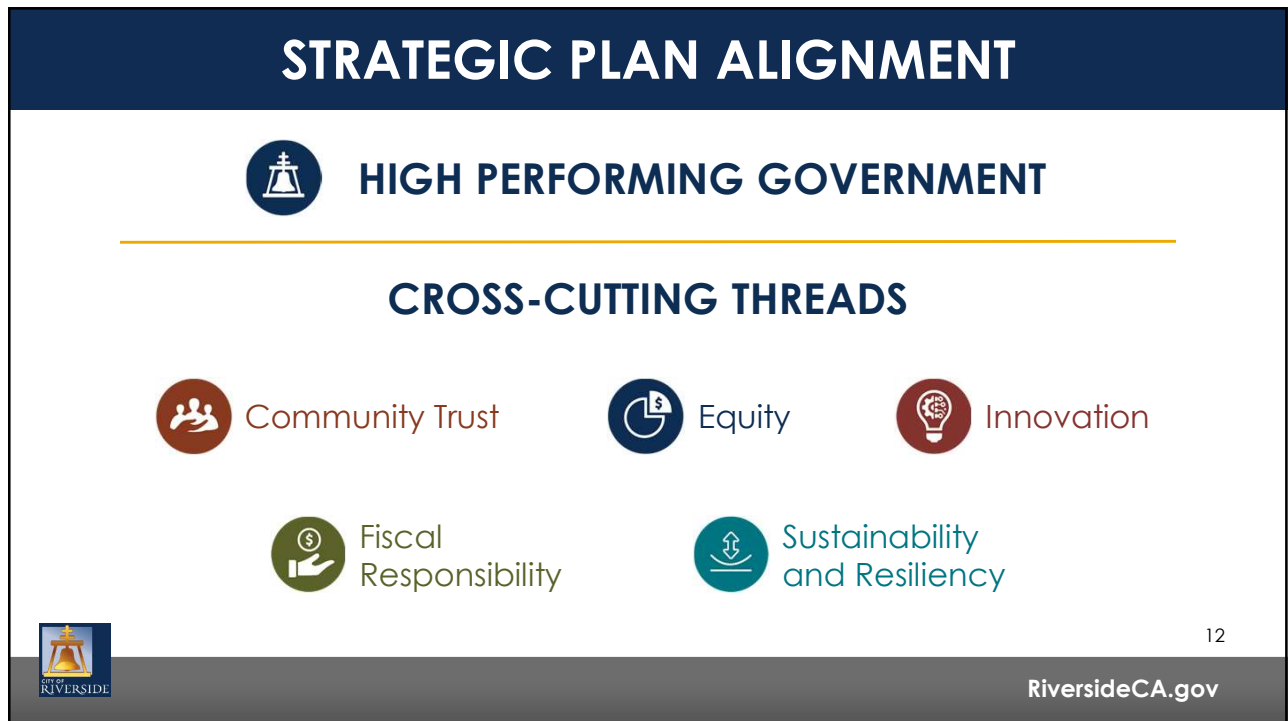 STRATEGIC PLAN ALIGNMENT
HIGH PERFORMING GOVERNMENT
CROSS-CUTTING THREADS
Community Trust
$
Equity
Innovation
$
Fiscal
Responsibility
Sustainability
and Resiliency
12
CITY OF
RIVERSIDE
RiversideCA.gov